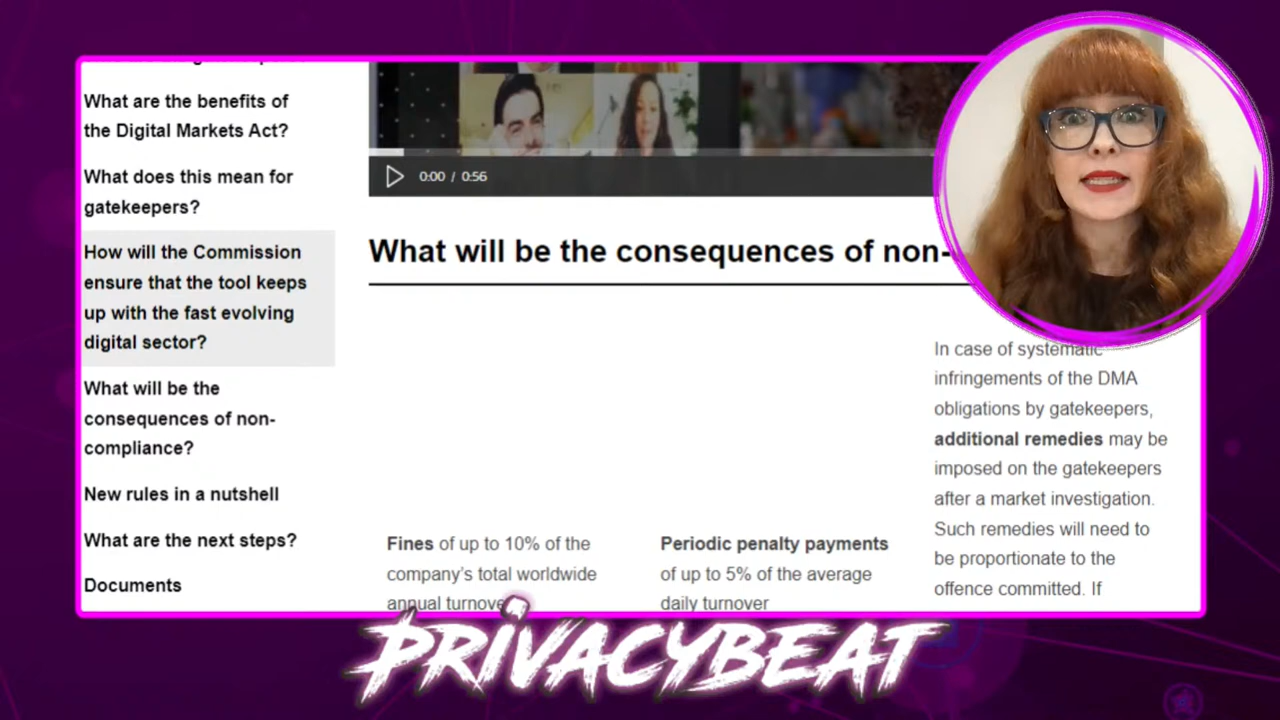 What are the benefits of
the Digital Markets Act?
What does this mean for
gatekeepers?
How will the Commission
ensure that the tool keeps
up with the fast evolving
digital sector?
What will be the
consequences of non-
compliance?
New rules in a nutshell
What are the next steps?
Documents
0:00 / 0:56
What will be the consequences of non-
Fines of up to 10% of the
company's total worldwide
annual turnover
Periodic penalty payments
of up to 5% of the average
daily turnover
In case of systematic
infringements of the DMA
obligations by gatekeepers,
additional remedies may be
imposed on the gatekeepers
after a market investigation.
Such remedies will need to
be proportionate to the
offence committed. If
PRIVACYBEAT